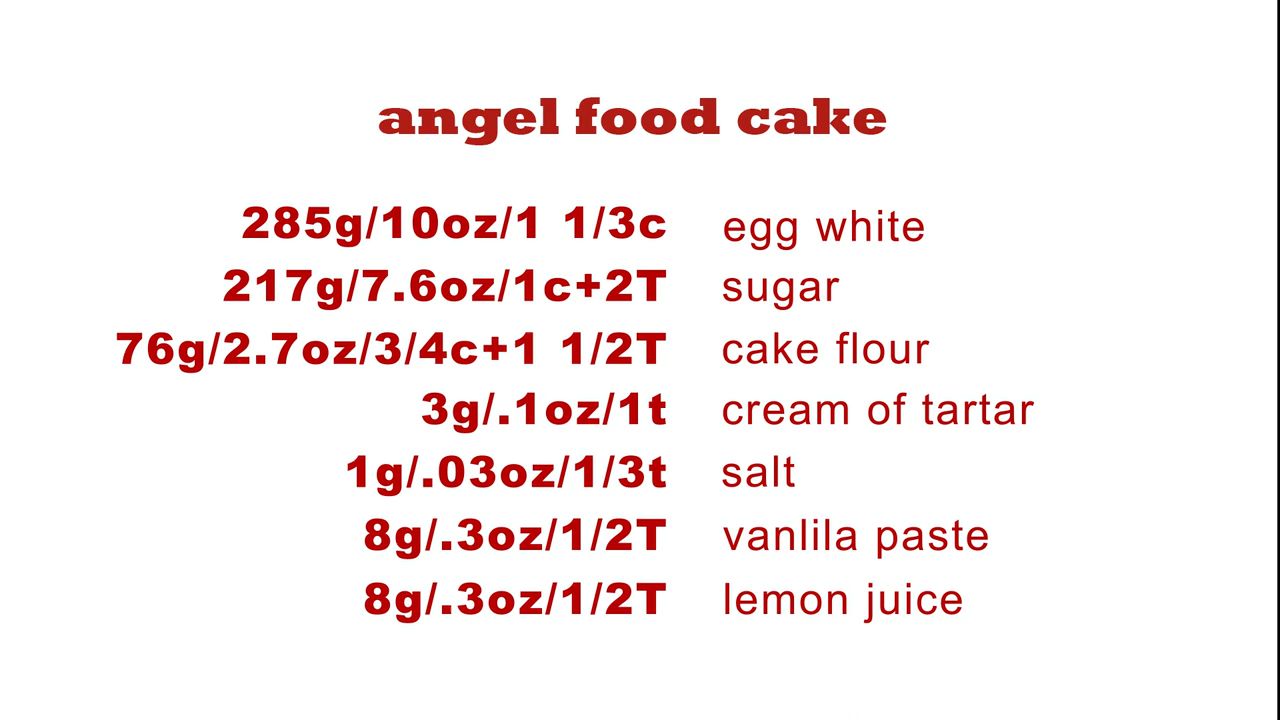 angel food cake
285g/10oz/1 1/3c egg white
217g/7.6oz/1c+2T sugar
76g/2.7oz/3/4c+1 1/2T cake flour
3g/.1oz/1t cream of tartar
1g/.03oz/1/3t salt
8g/.3oz/1/2T vanlila paste
8g/.3oz/1/2T lemon juice